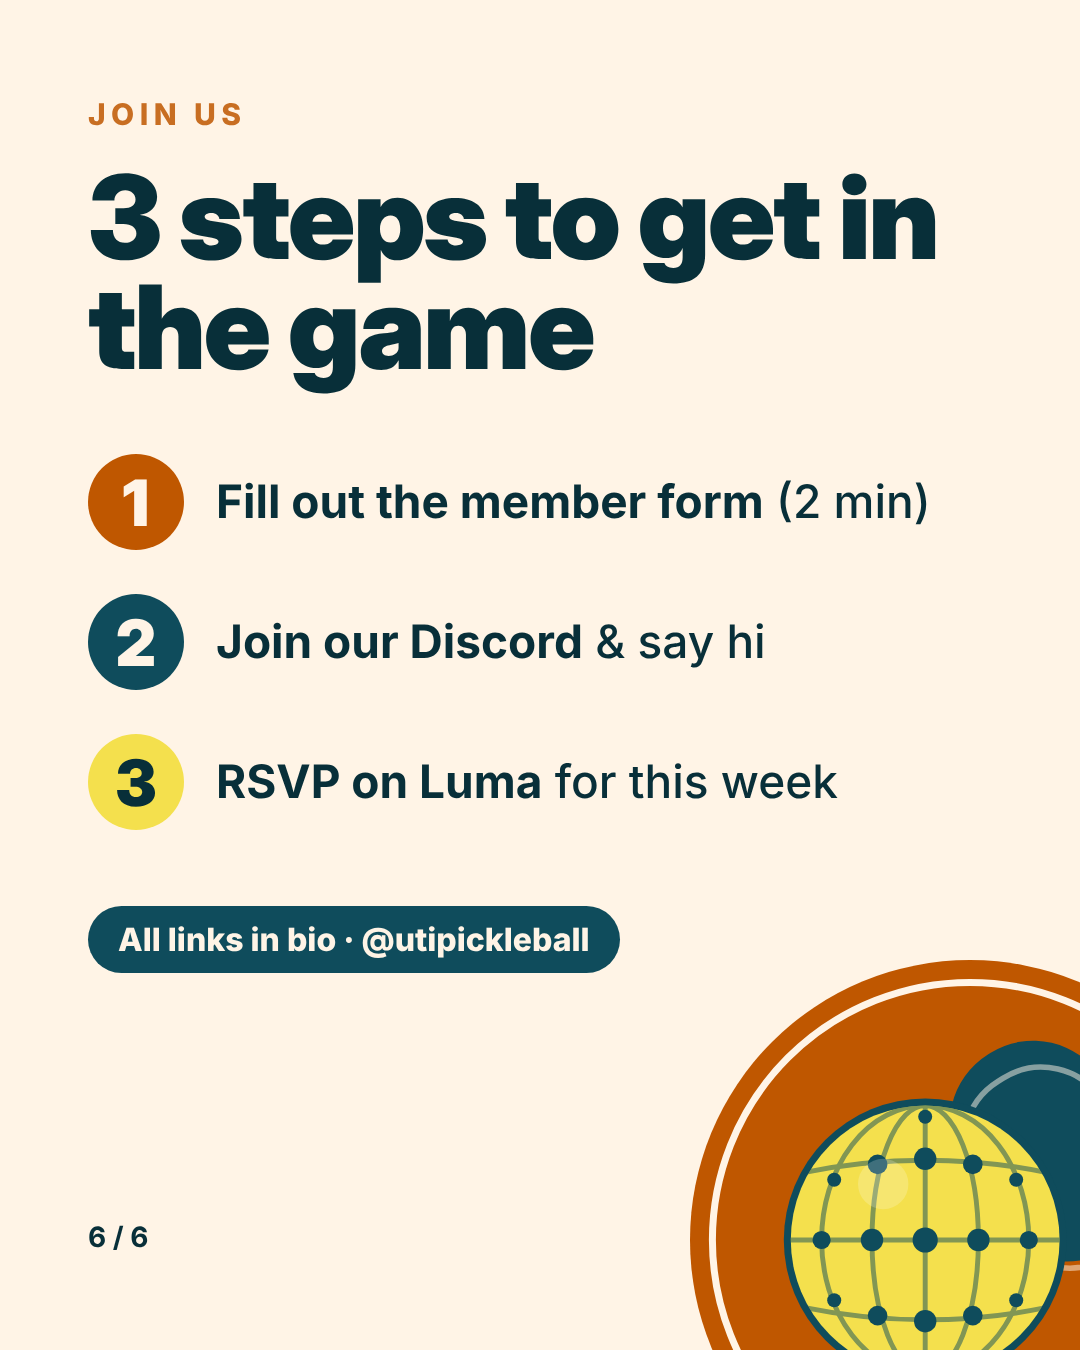 JOIN US
3 steps to get in
the game
1 Fill out the member form (2 min)
2 Join our Discord & say hi
3 RSVP on Luma for this week
All links in bio · @utipickleball
6 / 6